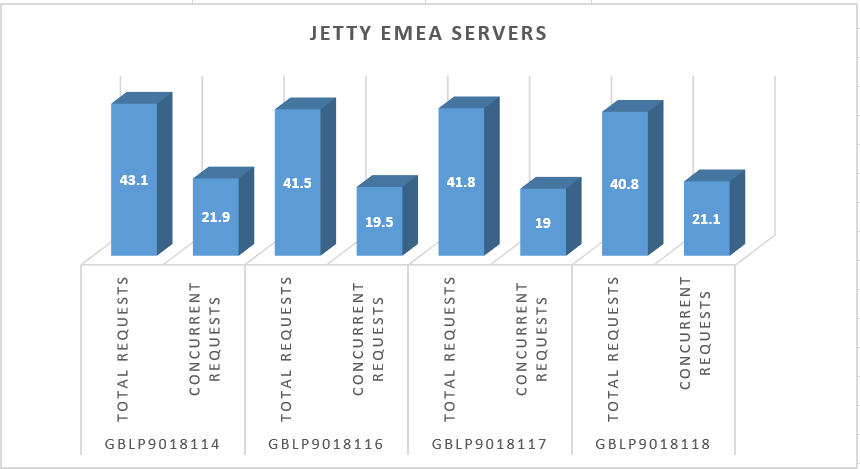 JETTY EMEA SERVERS
43.1
21.9
41.5
19.5
41.8
19
40.8
21.1
TOTAL REQUESTS
CONCURRENT
REQUESTS
TOTAL REQUESTS
CONCURRENT
REQUESTS
TOTAL REQUESTS
CONCURRENT
REQUESTS
TOTAL REQUESTS
CONCURRENT
REQUESTS
GBLP9018114
GBLP9018116
GBLP9018117
GBLP9018118